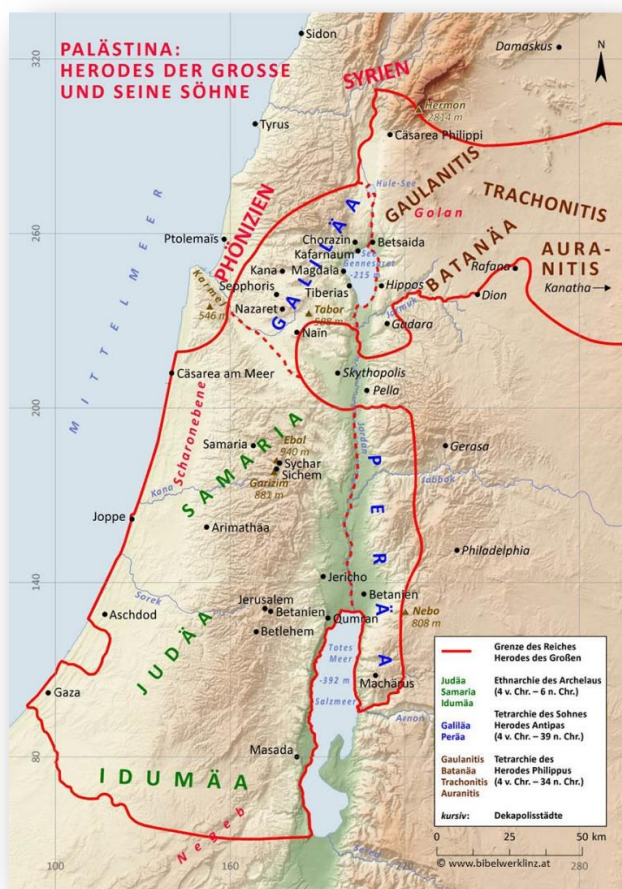 PALÄSTINA:
HERODES DER GROSSE
UND SEINE SÖHNE
Sidon
Damaskus
N
320
SYRIEN
Hermon
2814 m
Tyrus
Cäsarea Philippi
PHÖNIZIEN
Hule-See
GAULANITIS
Golan
TRACHONITIS
MITTELMEER
260
Ptolemaïs
GALILÄA
Chorazin
Betsaida
Kafarnaum
See
Gennesaret
-215 m
BATANÄA
AURA-
NITIS
Rafana
Kanatha
Karmel
546 m
Kana
Magdala
Sepphoris
Tiberias
Hippos
Dion
Nazaret
Tabor
588 m
Jarmuk
Gadara
Naïn
Cäsarea am Meer
Skythopolis
Pella
200
Scharonebene
SAMARIA
Samaria
Ebal
940 m
Sychar
Sichem
Garizim
881 m
Jordan
Gerasa
Kana
Jabbok
PERÄA
Joppe
Arimathäa
Philadelphia
140
Jericho
Sorek
Jerusalem
Betanien
Betanien
Nebo
808 m
Aschdod
Qumran
Betlehem
JUDÄA
Totes
Meer
-392 m
Salzmeer
Machärus
Gaza
Arnon
80
Masada
IDUMÄA
Negeb
100
160
220
Grenze des Reiches
Herodes des Großen
Judäa Ethnarchie des Archelaus
Samaria (4 v. Chr. – 6 n. Chr.)
Idumäa
Tetrarchie des Sohnes
Galiläa Herodes Antipas
Peräa (4 v. Chr. – 39 n. Chr.)
Gaulanitis Tetrarchie des
Batanäa Herodes Philippus
Trachonitis (4 v. Chr. – 34 n. Chr.)
Auranitis
kursiv: Dekapolisstädte
0 25 50 km
© www.bibelwerklinz.at